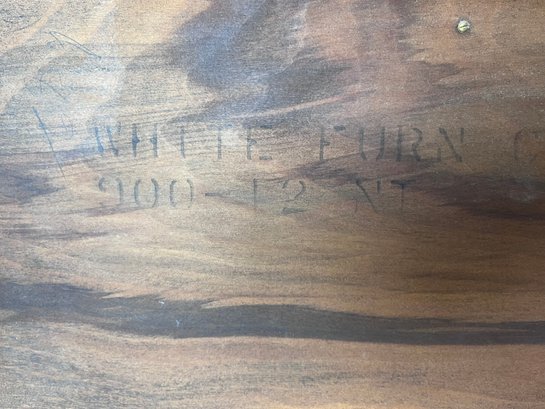 WHITE FURN C
900-12 NT